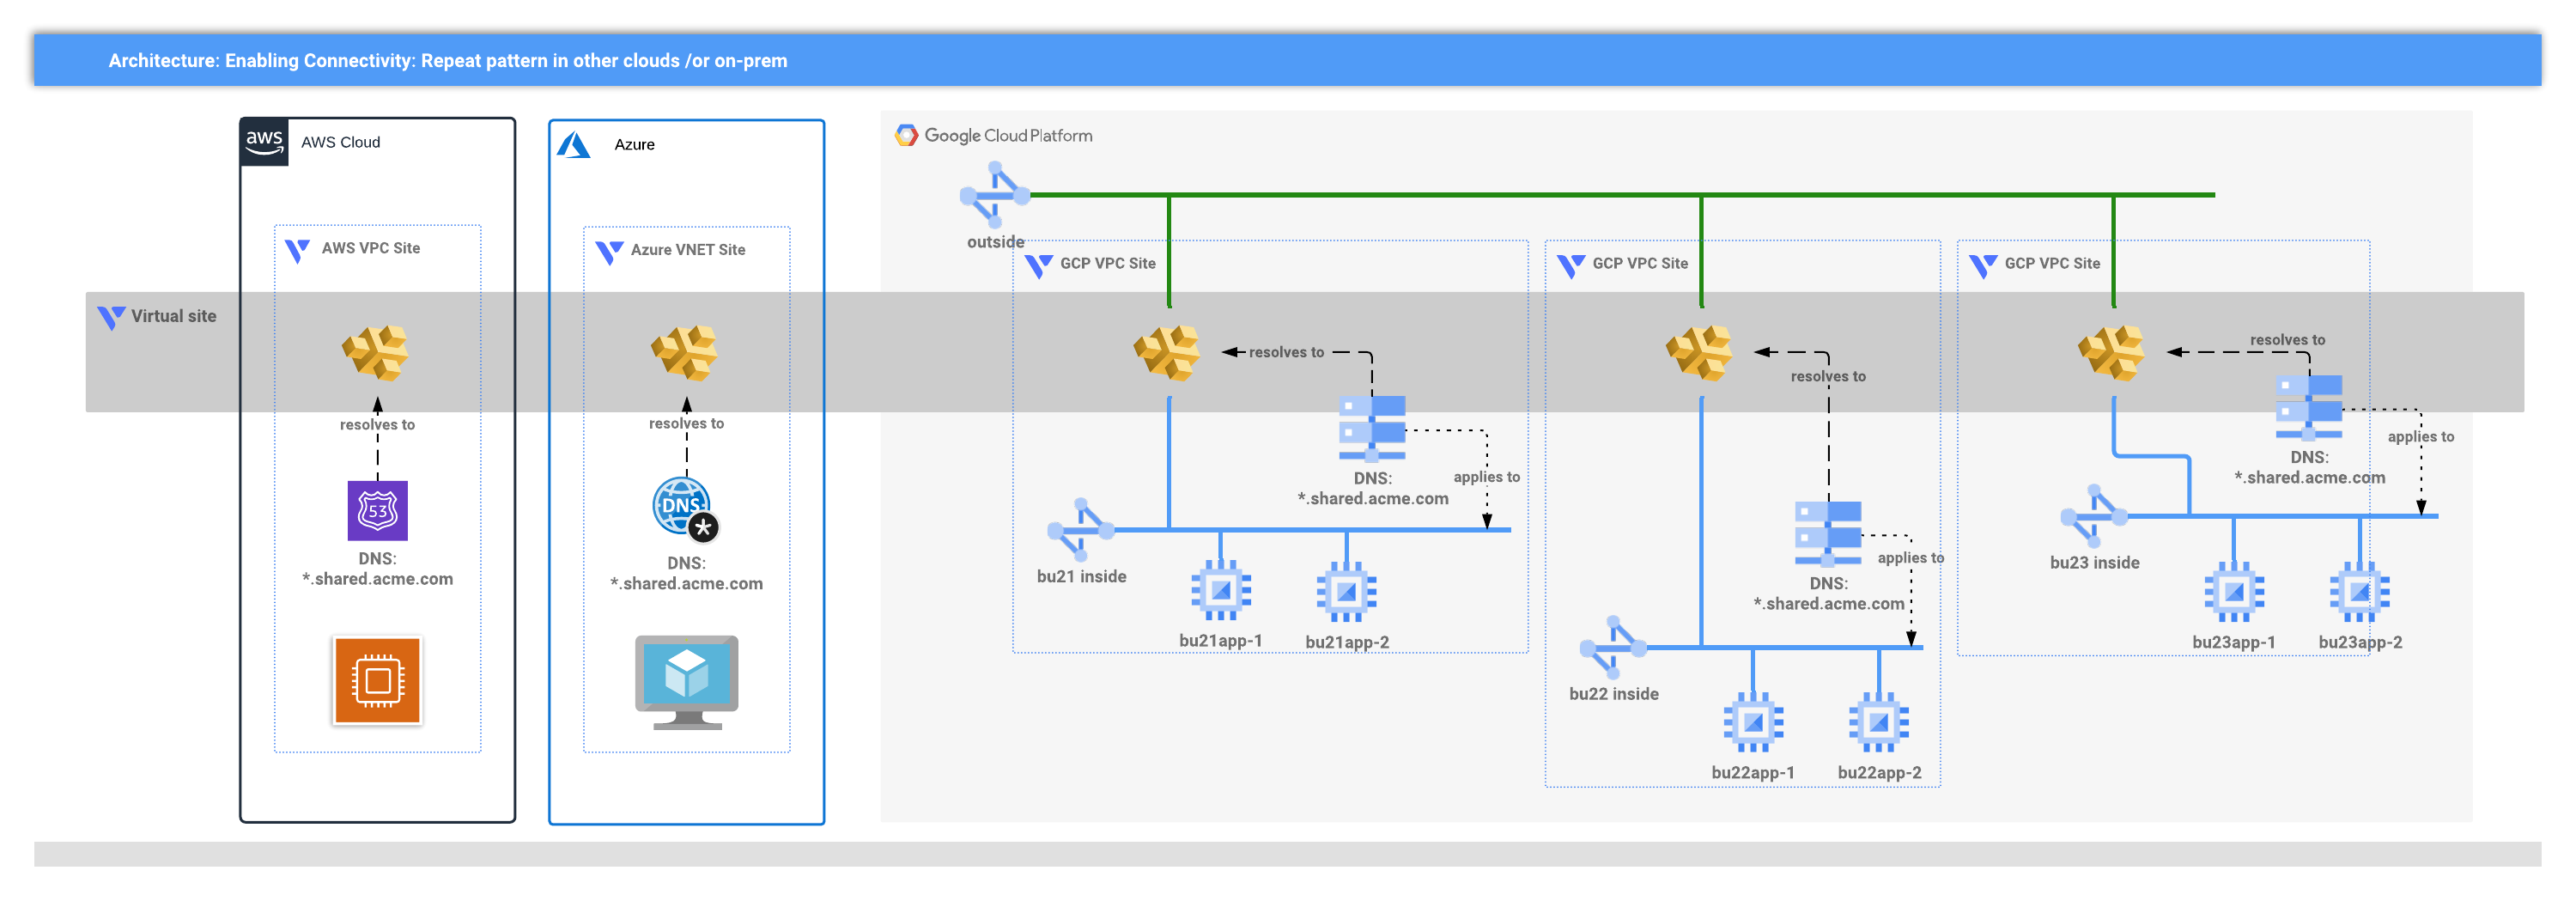 Architecture: Enabling Connectivity: Repeat pattern in other clouds /or on-prem
aws
AWS Cloud
Azure
Google Cloud Platform
outside
AWS VPC Site
Azure VNET Site
GCP VPC Site
GCP VPC Site
GCP VPC Site
Virtual site
resolves to
resolves to
resolves to
resolves to
resolves to
53
DNS:
*.shared.acme.com
DNS
*
DNS:
*.shared.acme.com
DNS:
*.shared.acme.com
applies to
bu21 inside
bu21app-1
bu21app-2
DNS:
*.shared.acme.com
applies to
bu22 inside
bu22app-1
bu22app-2
DNS:
*.shared.acme.com
applies to
bu23 inside
bu23app-1
bu23app-2